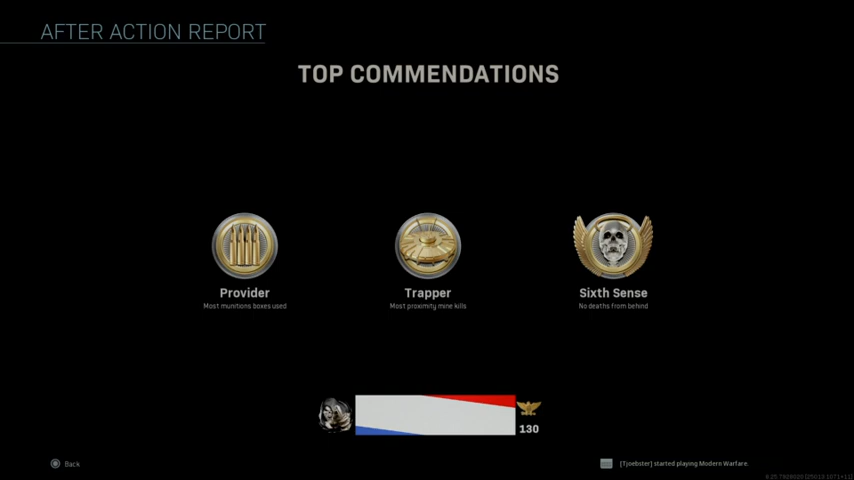 AFTER ACTION REPORT
TOP COMMENDATIONS
Provider
Most munitions boxes used
Trapper
Most proximity mine kills
Sixth Sense
No deaths from behind
130
Back
[Tjoebster] started playing Modern Warfare.